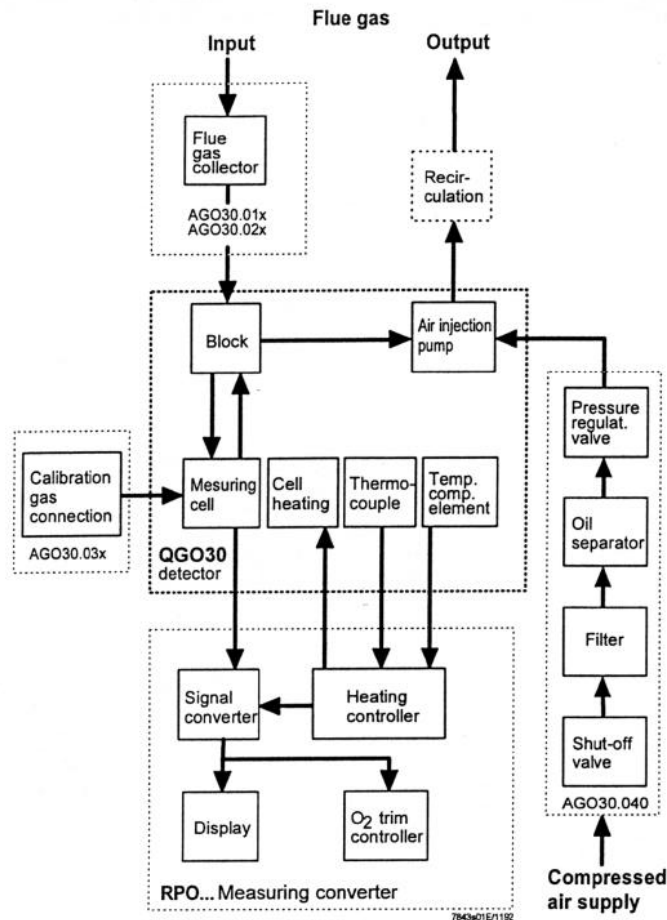 Flue gas
Input
Output
Flue
gas
collector
AGO30.01x
AGO30.02x
Recir-
culation
Block
Air injection
pump
Pressure
regulat.
valve
Calibration
gas
connection
AGO30.03x
Mesuring
cell
Cell
heating
Thermo-
couple
Temp.
comp.
element
QGO30
detector
Oil
separator
Filter
Signal
converter
Heating
controller
Shut-off
valve
AGO30.040
Display
O2 trim
controller
RPO... Measuring converter
Compressed
air supply
7843s01E/1192